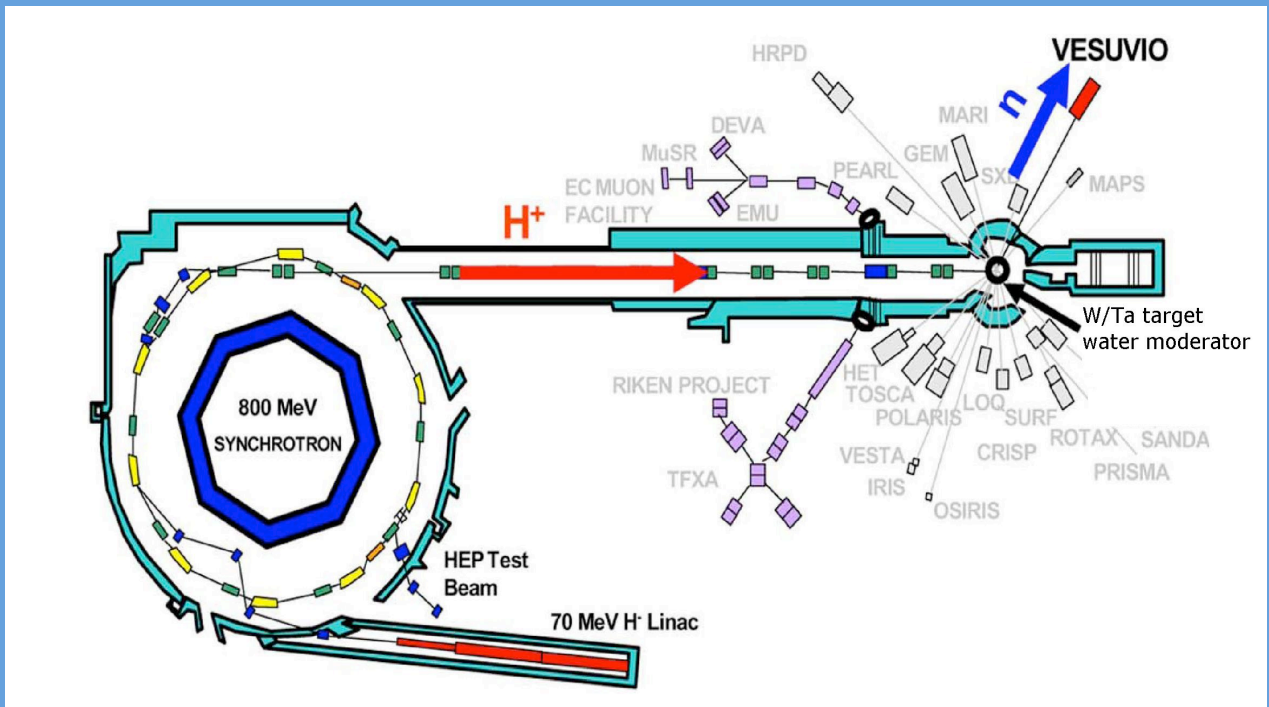 VESUVIO
HRPD
n
MARI
DEVA
GEM
MuSR
PEARL
SXD
MAPS
EC MUON
FACILITY
EMU
H⁺
W/Ta target
water moderator
800 MeV
SYNCHROTRON
RIKEN PROJECT
HET
TOSCA
POLARIS
LOQ
SURF
ROTAX
SANDA
CRISP
PRISMA
VESTA
IRIS
TFXA
OSIRIS
HEP Test
Beam
70 MeV H⁻ Linac